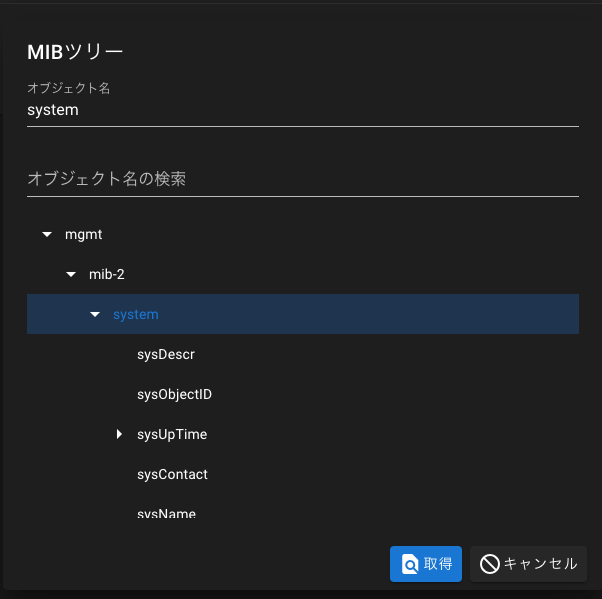 MIBツリー
オブジェクト名
system
オブジェクト名の検索
mgmt
mib-2
system
sysDescr
sysObjectID
sysUpTime
sysContact
sysName
取得 キャンセル